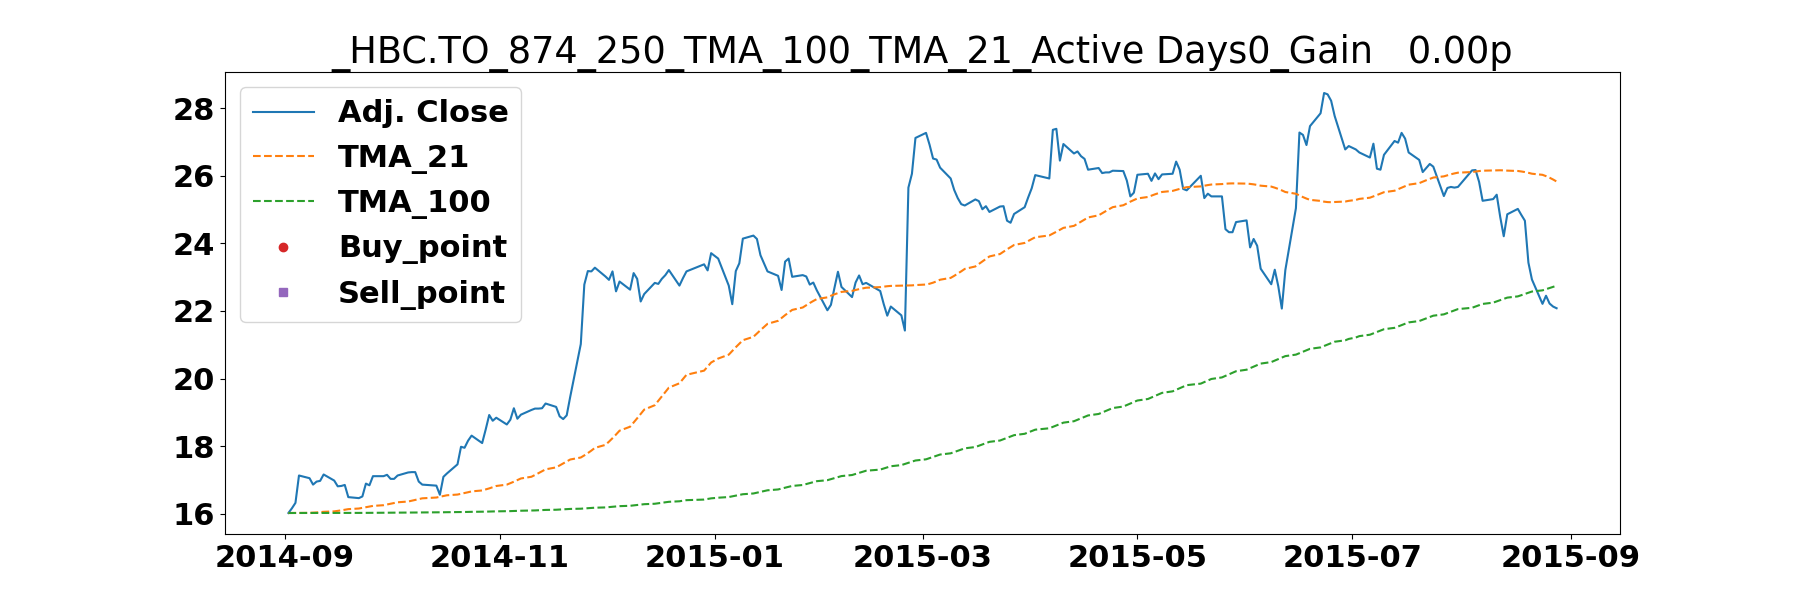 _HBC.TO_874_250_TMA_100_TMA_21_Active Days0_Gain   0.00p
Adj. Close
TMA_21
TMA_100
Buy_point
Sell_point
28
26
24
22
20
18
16
2014-09 2014-11 2015-01 2015-03 2015-05 2015-07 2015-09